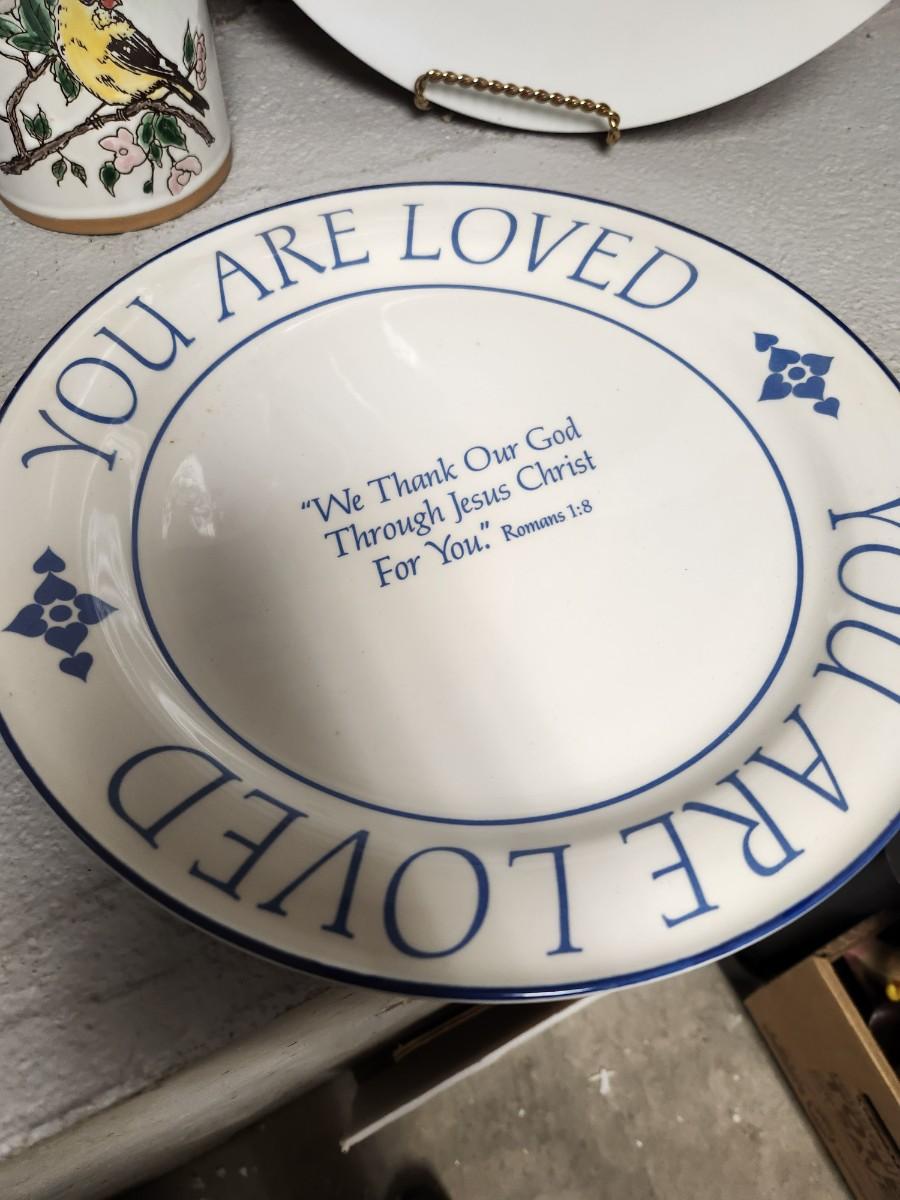 YOU ARE LOVED
"We Thank Our God
Through Jesus Christ
For You." Romans 1:8
YOU ARE LOVED